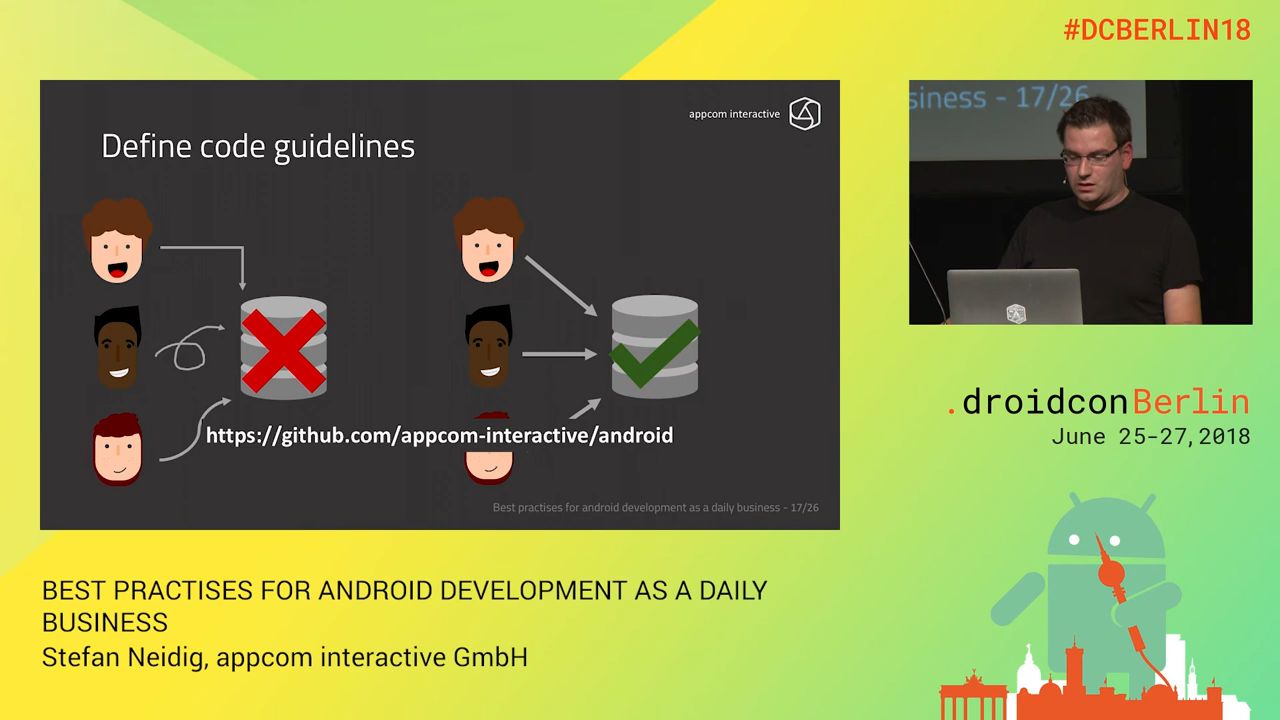 #DCBERLIN18
appcom interactive
Define code guidelines
https://github.com/appcom-interactive/android
Best practises for android development as a daily business - 17/26
siness - 17/26
.droidconBerlin
June 25-27,2018
BEST PRACTISES FOR ANDROID DEVELOPMENT AS A DAILY
BUSINESS
Stefan Neidig, appcom interactive GmbH